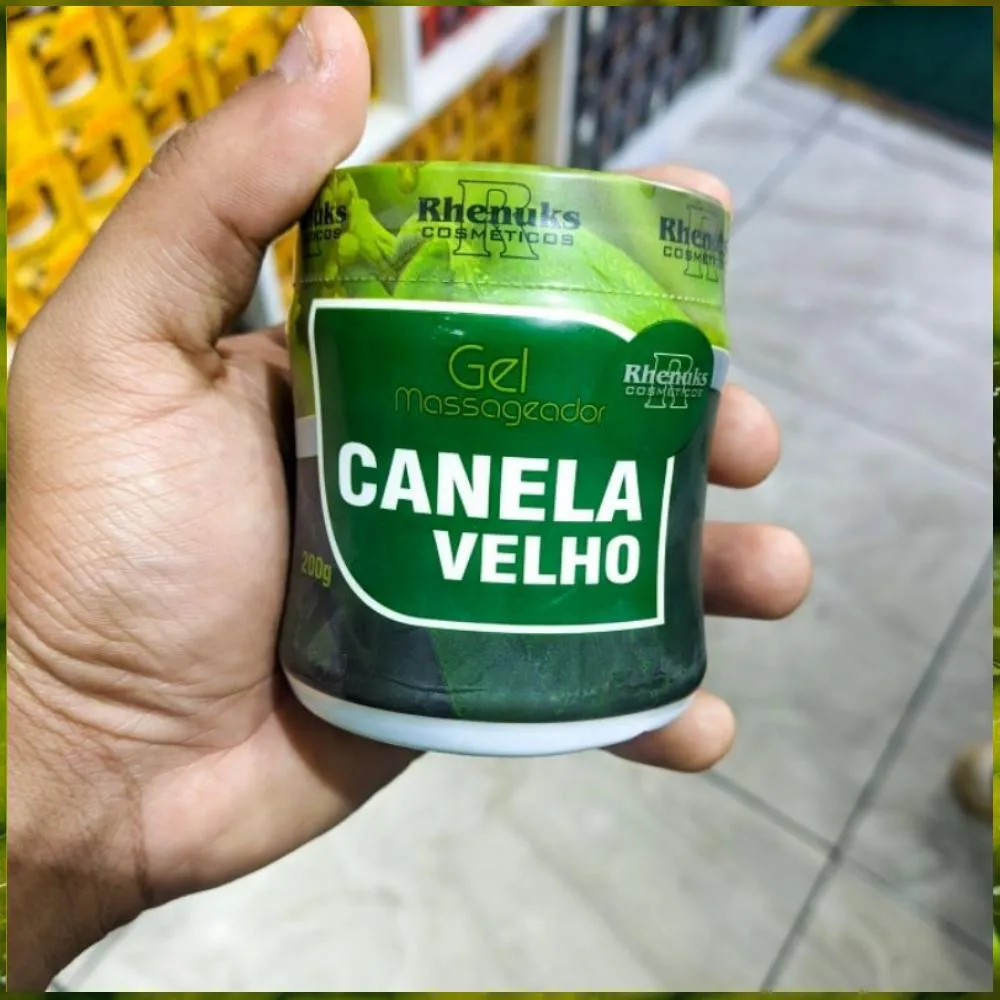 Rhenuks
COSMÉTICOS
Rhenuks
COSMÉTICOS
Gel
Massageador
CANELA
VELHO
200g